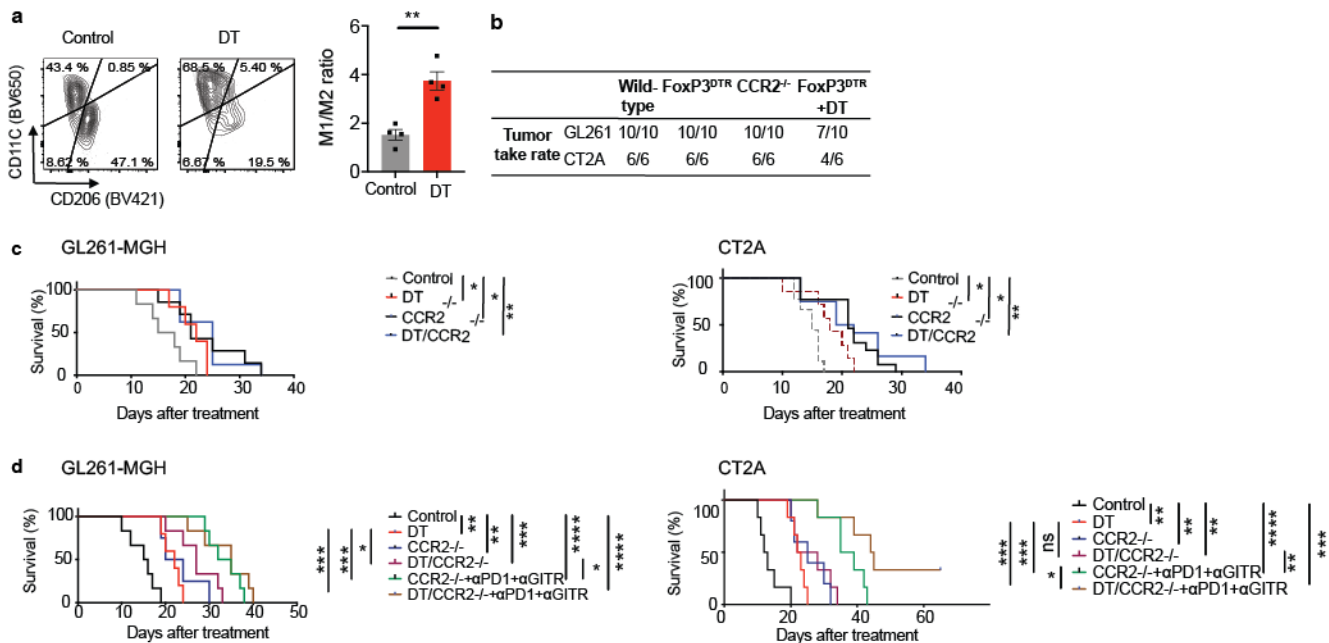 a
Control
DT
43.4 %
0.85 %
68.5 %
5.40 %
8.62 %
47.1 %
6.67 %
19.5 %
CD11C (BV650)
CD206 (BV421)
**
M1/M2 ratio
6
4
2
0
Control
DT
b
Wild-type FoxP3DTR CCR2-/- FoxP3DTR +DT
Tumor take rate
GL261 10/10 10/10 10/10 7/10
CT2A 6/6 6/6 6/6 4/6
c
GL261-MGH
Survival (%)
100
50
0
0 10 20 30 40
Days after treatment
Control
DT
-/-
CCR2
-/-
DT/CCR2
*
*
**
CT2A
Survival (%)
100
50
0
0 10 20 30 40
Days after treatment
Control
DT
-/-
CCR2
-/-
DT/CCR2
*
*
**
d
GL261-MGH
Survival (%)
100
50
0
0 10 20 30 40 50
Days after treatment
*** *** *
Control
DT
CCR2-/-
DT/CCR2-/-
CCR2-/-+αPD1+αGITR
DT/CCR2-/-+αPD1+αGITR
** ** *** **** * ****
CT2A
Survival (%)
100
50
0
0 20 40 60
Days after treatment
*** *** ns *
Control
DT
CCR2-/-
DT/CCR2-/-
CCR2-/-+αPD1+αGITR
DT/CCR2-/-+αPD1+αGITR
** ** ** **** ** ***